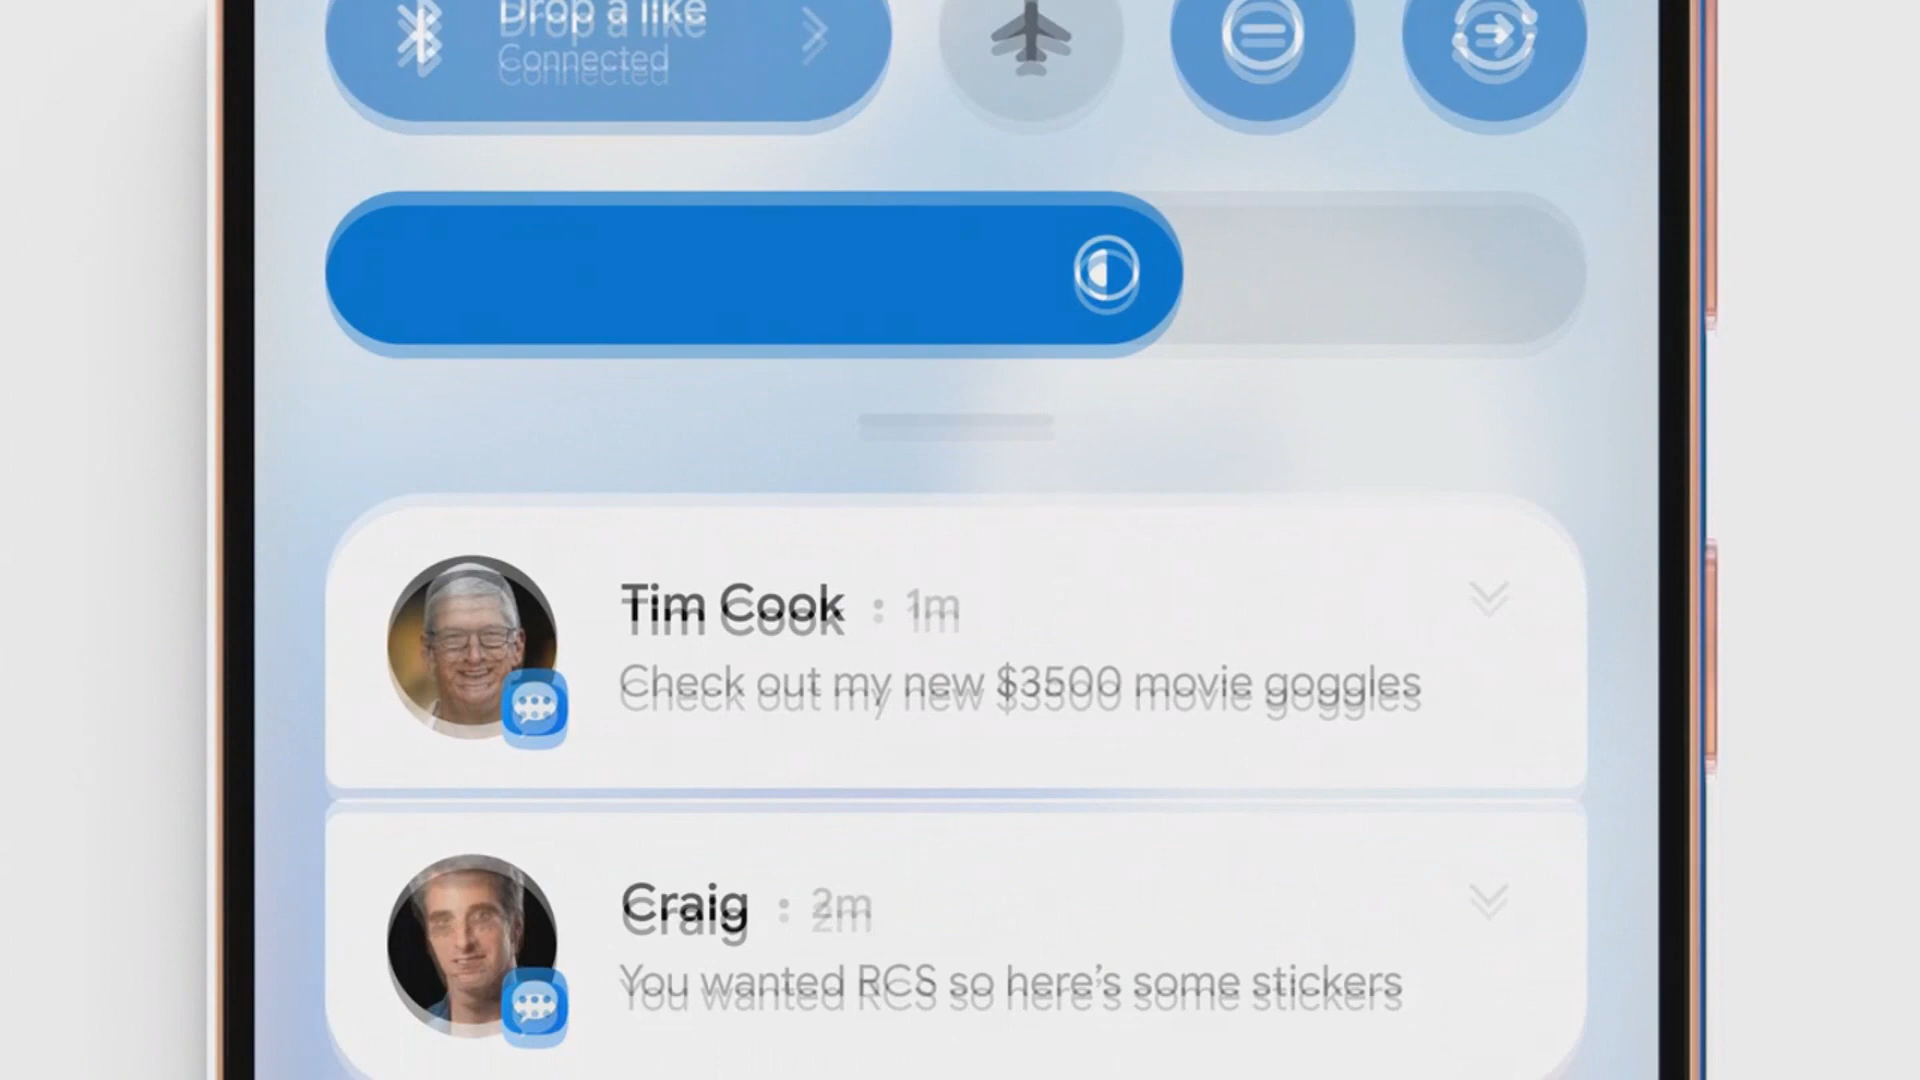 Drop a like
Connected
Tim Cook · 1m
Check out my new $3500 movie goggles
Craig · 2m
You wanted RCS so here’s some stickers